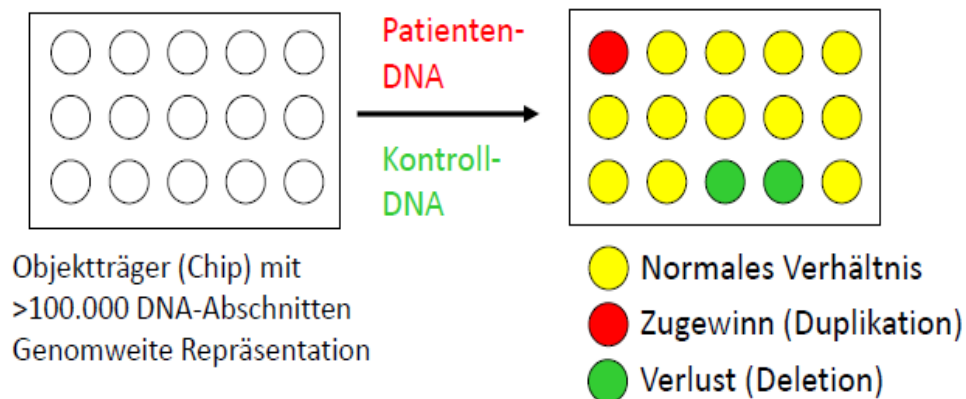 Patienten-
DNA
Kontroll-
DNA
Objektträger (Chip) mit
>100.000 DNA-Abschnitten
Genomweite Repräsentation
Normales Verhältnis
Zugewinn (Duplikation)
Verlust (Deletion)